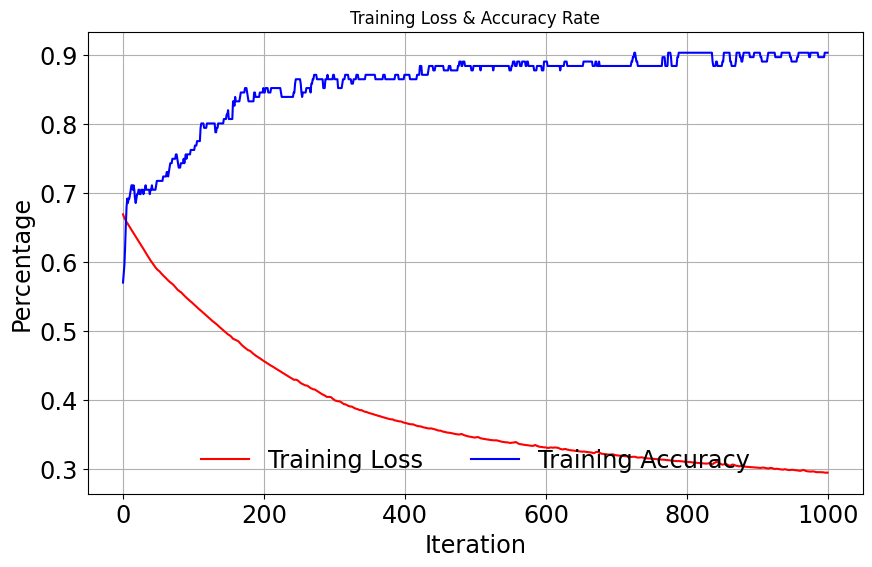 Training Loss & Accuracy Rate
Percentage
0.9
0.8
0.7
0.6
0.5
0.4
0.3
Training Loss Training Accuracy
0 200 400 600 800 1000
Iteration